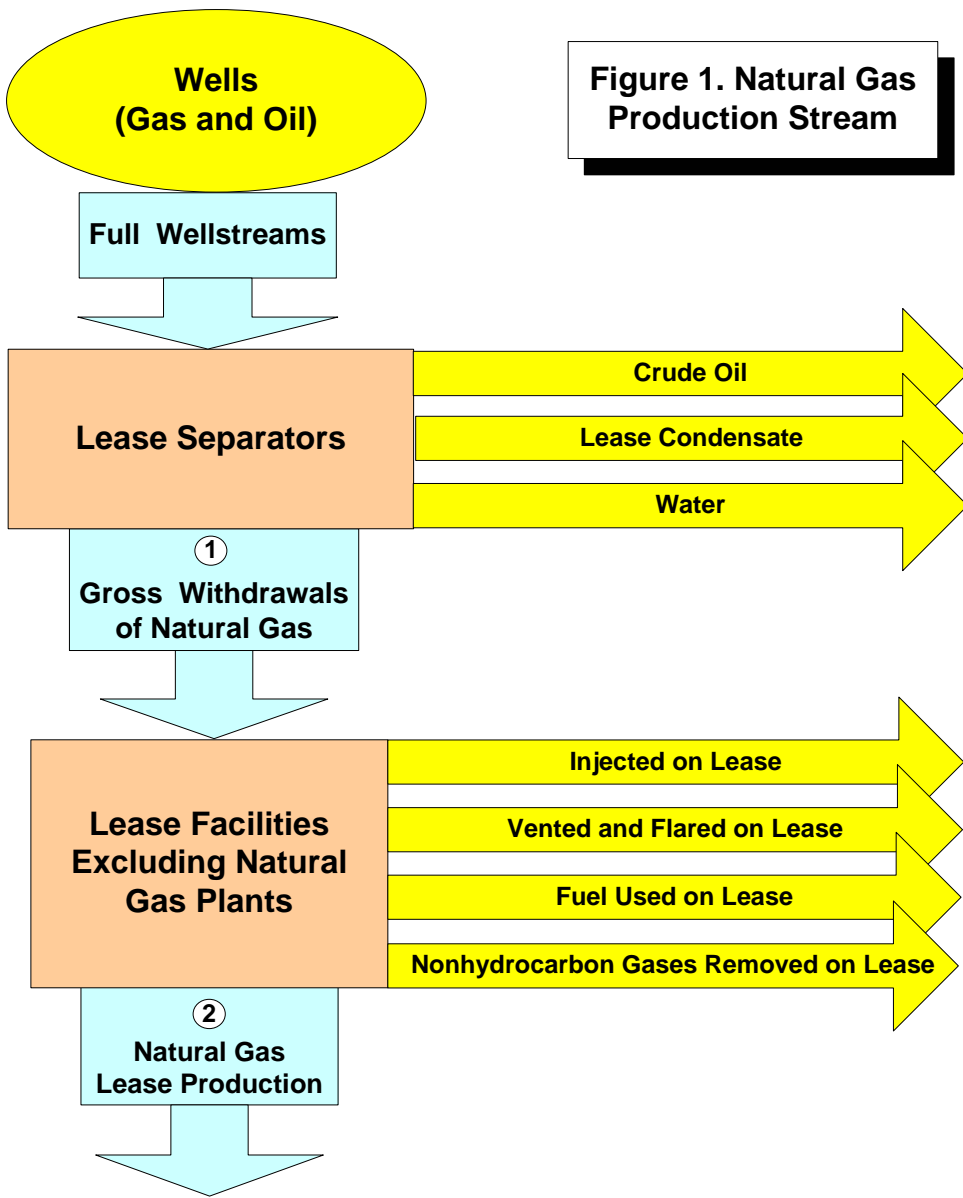 Wells
(Gas and Oil)
Figure 1. Natural Gas
Production Stream
Full Wellstreams
Lease Separators
Crude Oil
Lease Condensate
Water
1
Gross Withdrawals
of Natural Gas
Lease Facilities
Excluding Natural
Gas Plants
Injected on Lease
Vented and Flared on Lease
Fuel Used on Lease
Nonhydrocarbon Gases Removed on Lease
2
Natural Gas
Lease Production